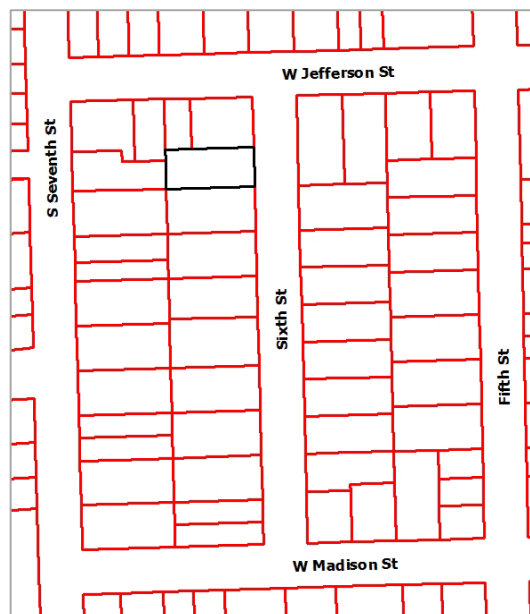 W Jefferson St
S Seventh St
Sixth St
Fifth St
W Madison St